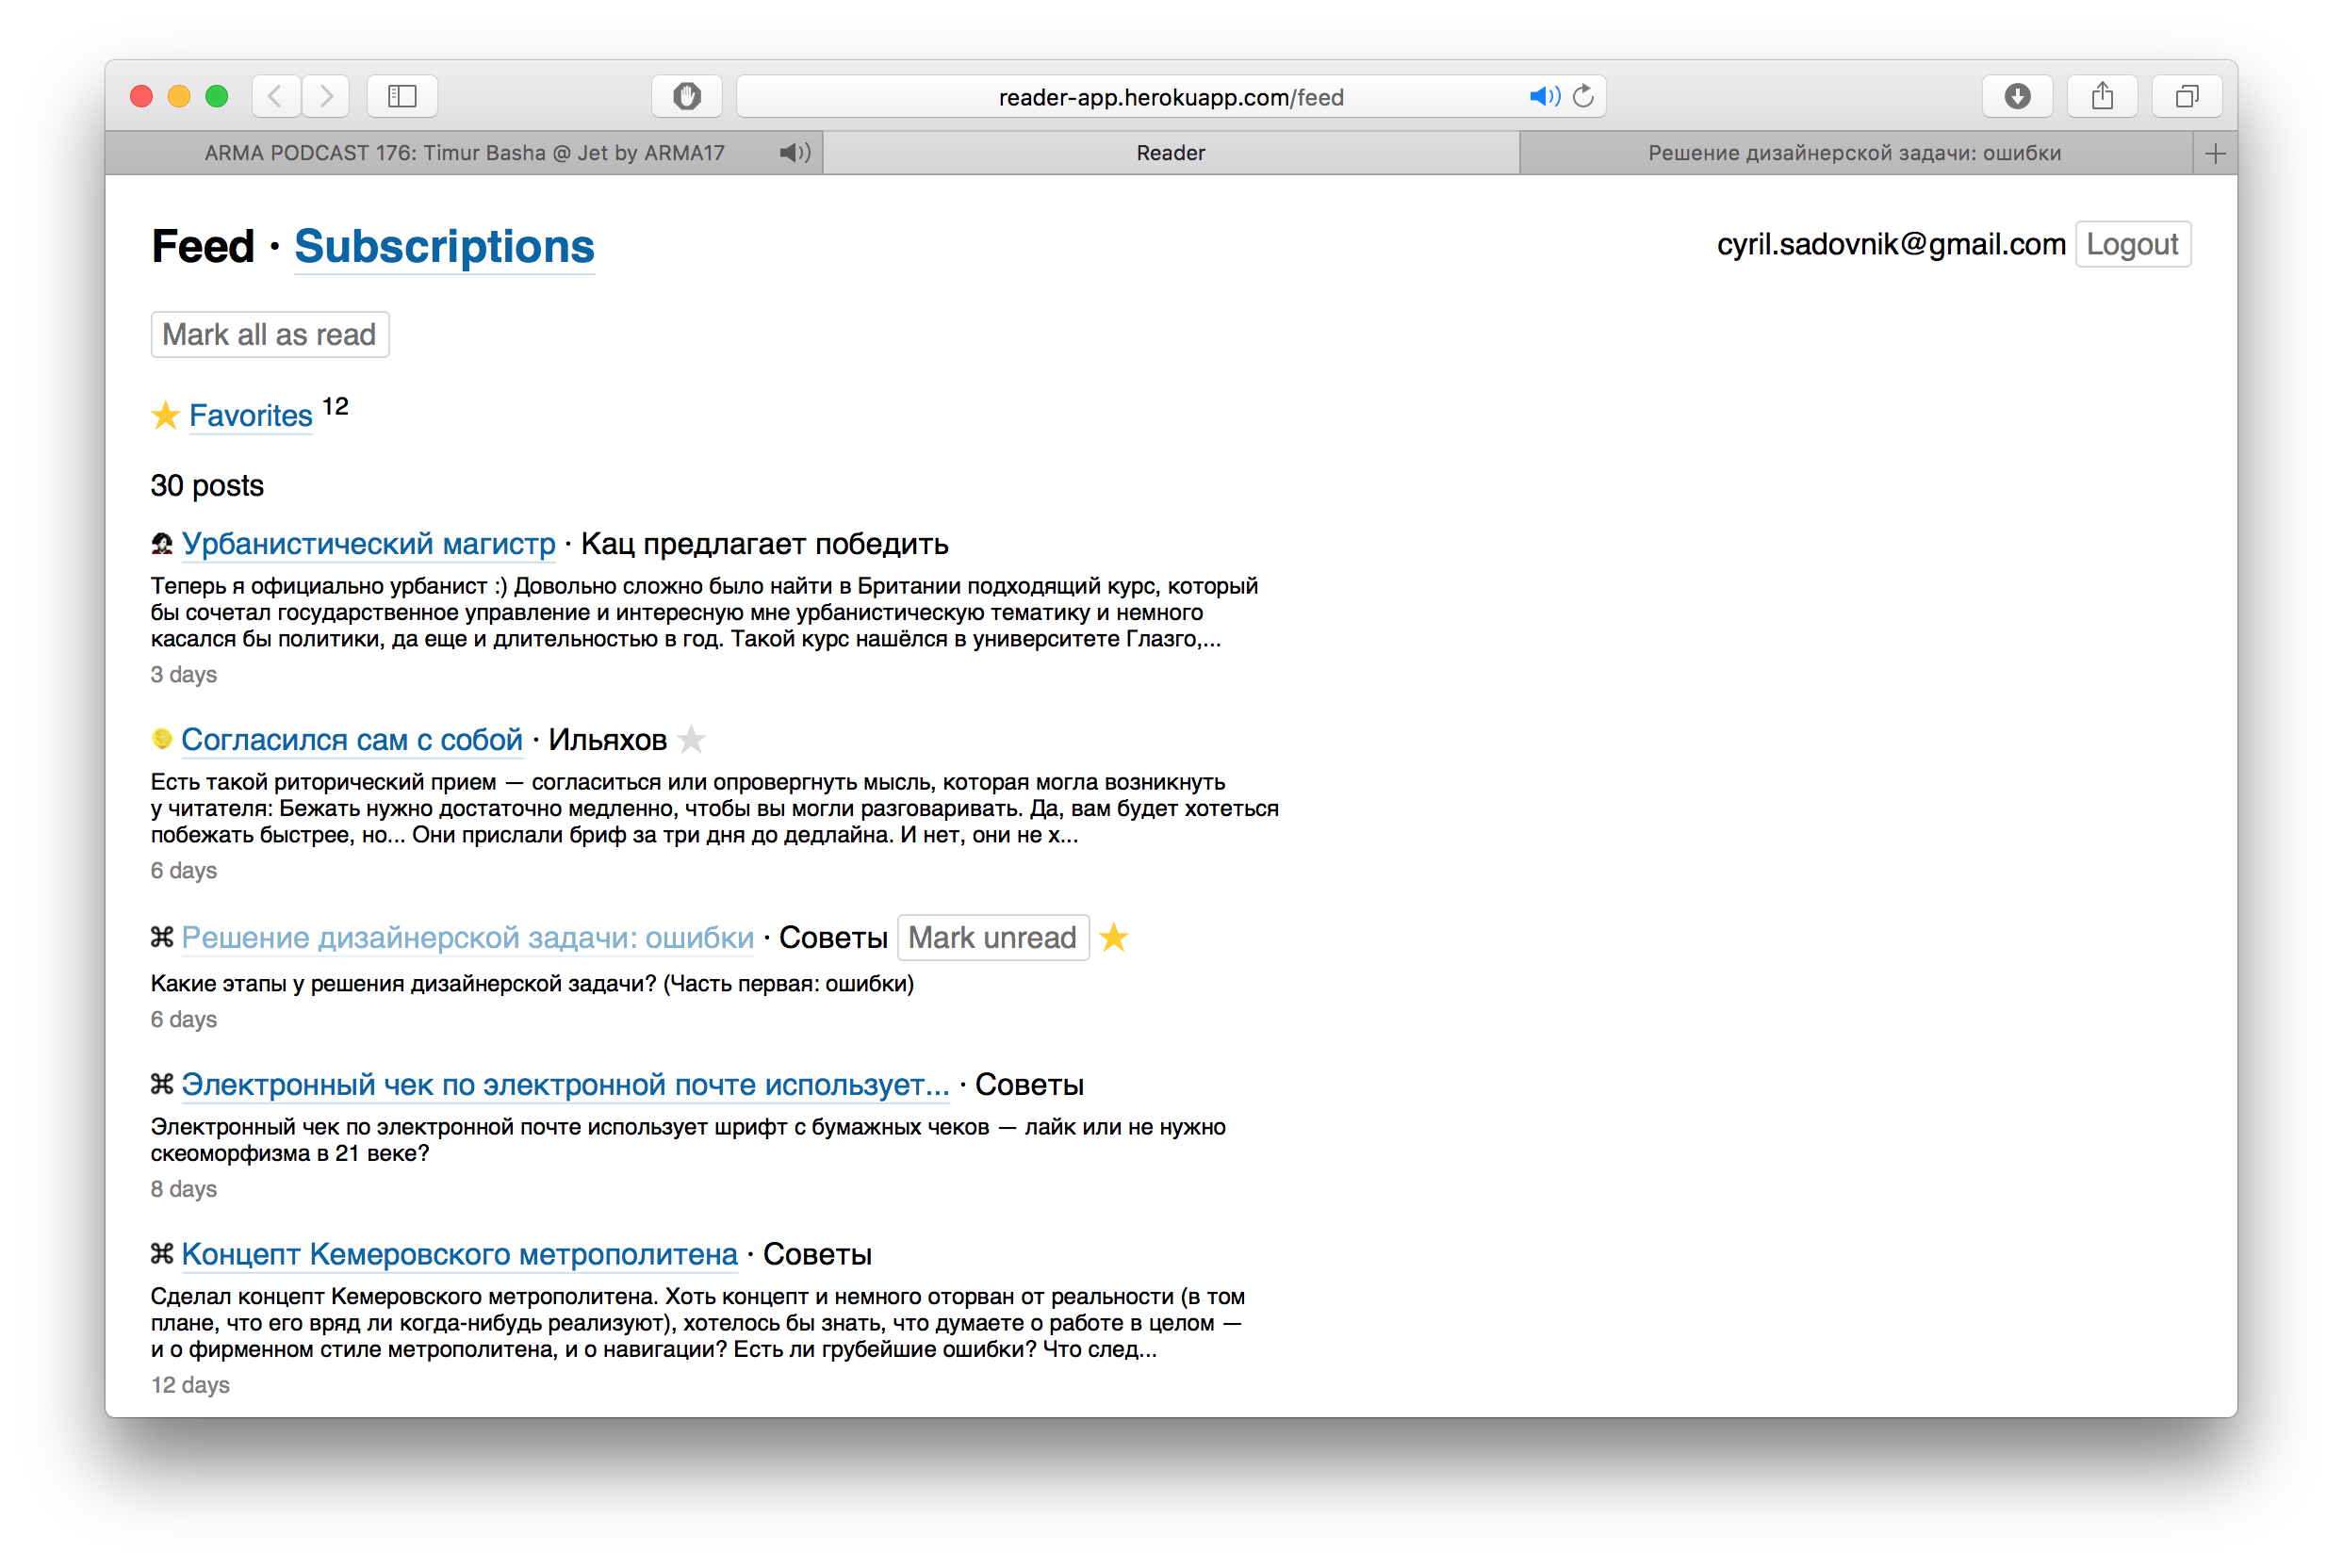 reader-app.herokuapp.com/feed
ARMA PODCAST 176: Timur Basha @ Jet by ARMA17
Reader
Решение дизайнерской задачи: ошибки
Feed · Subscriptions
cyril.sadovnik@gmail.com Logout
Mark all as read
★ Favorites 12
30 posts
Урбанистический магистр · Кац предлагает победить
Теперь я официально урбанист :) Довольно сложно было найти в Британии подходящий курс, который
бы сочетал государственное управление и интересную мне урбанистическую тематику и немного
касался бы политики, да еще и длительностью в год. Такой курс нашёлся в университете Глазго,...
3 days
Согласился сам с собой · Ильяхов ★
Есть такой риторический прием — согласиться или опровергнуть мысль, которая могла возникнуть
у читателя: Бежать нужно достаточно медленно, чтобы вы могли разговаривать. Да, вам будет хотеться
побежать быстрее, но... Они прислали бриф за три дня до дедлайна. И нет, они не х...
6 days
⌘ Решение дизайнерской задачи: ошибки · Советы Mark unread ★
Какие этапы у решения дизайнерской задачи? (Часть первая: ошибки)
6 days
⌘ Электронный чек по электронной почте использует... · Советы
Электронный чек по электронной почте использует шрифт с бумажных чеков — лайк или не нужно
скеоморфизма в 21 веке?
8 days
⌘ Концепт Кемеровского метрополитена · Советы
Сделал концепт Кемеровского метрополитена. Хоть концепт и немного оторван от реальности (в том
плане, что его вряд ли когда-нибудь реализуют), хотелось бы знать, что думаете о работе в целом —
и о фирменном стиле метрополитена, и о навигации? Есть ли грубейшие ошибки? Что след...
12 days